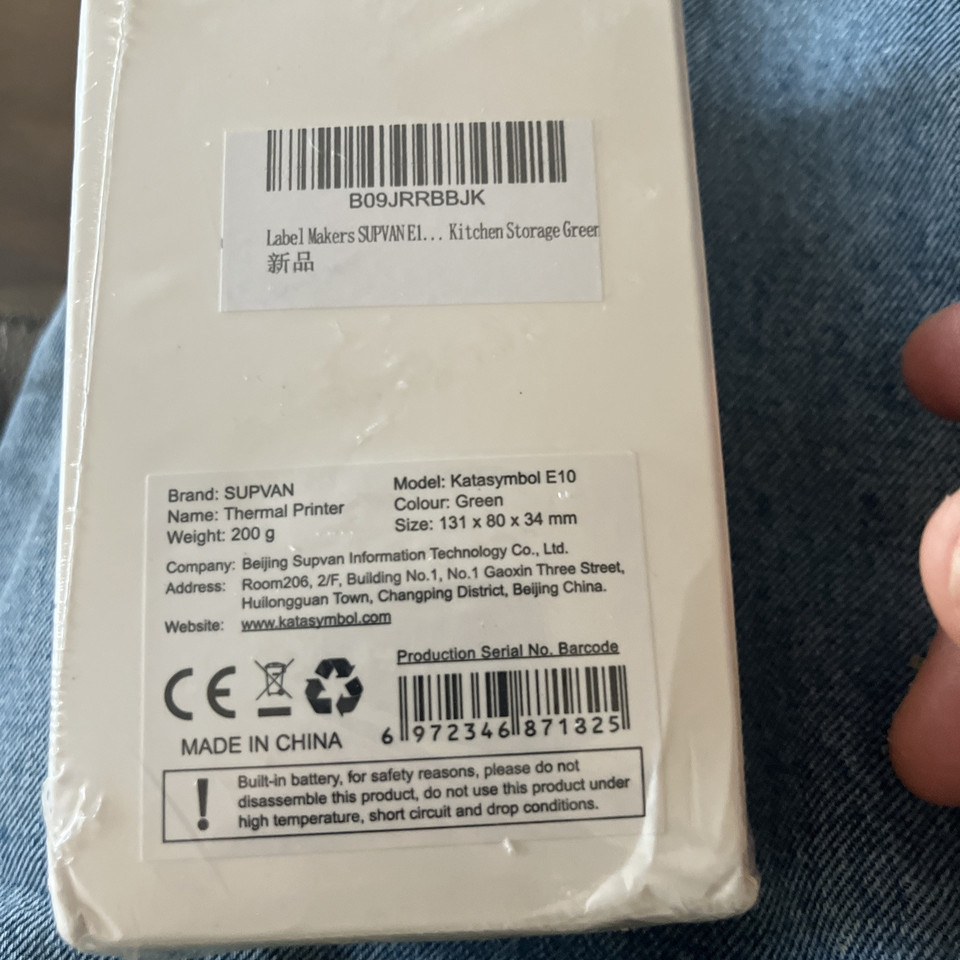 B09JRRBBJK
Label Makers SUPVAN E1... Kitchen Storage Green
新品
Brand: SUPVAN
Model: Katasymbol E10
Name: Thermal Printer
Colour: Green
Weight: 200 g
Size: 131 x 80 x 34 mm
Company: Beijing Supvan Information Technology Co., Ltd.
Address: Room206, 2/F, Building No.1, No.1 Gaoxin Three Street,
Huilongguan Town, Changping District, Beijing China.
Website: www.katasymbol.com
Production Serial No. Barcode
CE
6 972346 871325
MADE IN CHINA
! Built-in battery, for safety reasons, please do not
disassemble this product, do not use this product under
high temperature, short circuit and drop conditions.